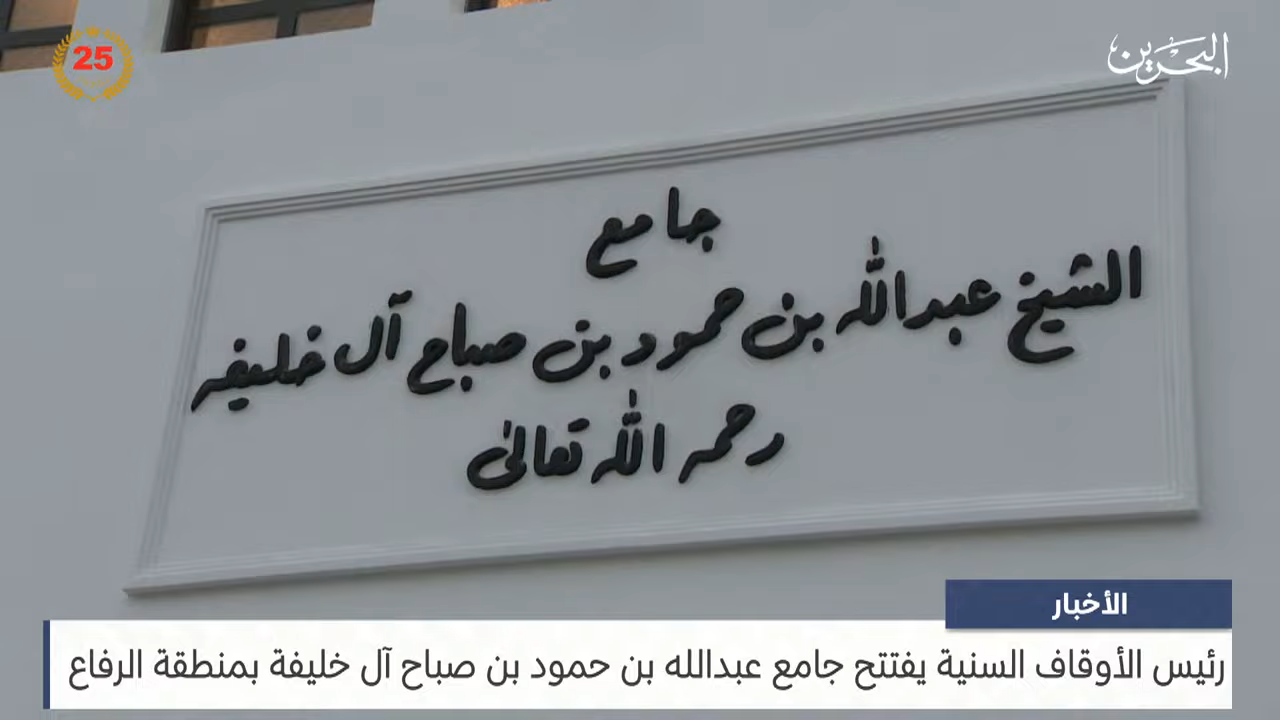 25
البحرين
جامع
الشيخ عبدالله بن حمود بن صباح آل خليفه
رحمه الله تعالى
الأخبار
رئيس الأوقاف السنية يفتتح جامع عبدالله بن حمود بن صباح آل خليفة بمنطقة الرفاع